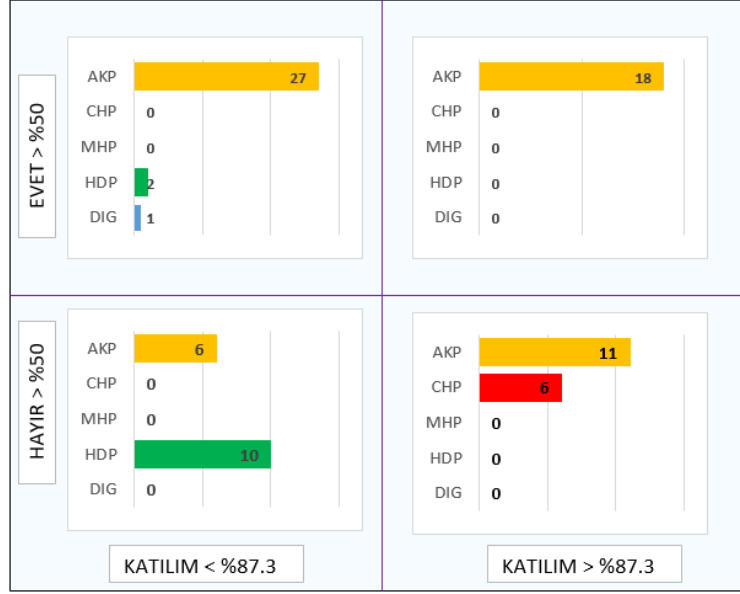 EVET > %50
AKP 27
CHP 0
MHP 0
HDP 2
DIG 1
AKP 18
CHP 0
MHP 0
HDP 0
DIG 0
HAYIR > %50
AKP 6
CHP 0
MHP 0
HDP 10
DIG 0
AKP 11
CHP 6
MHP 0
HDP 0
DIG 0
KATILIM < %87.3
KATILIM > %87.3